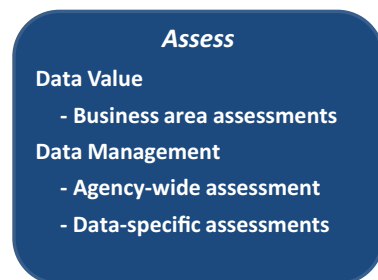 Assess
Data Value
- Business area assessments
Data Management
- Agency-wide assessment
- Data-specific assessments